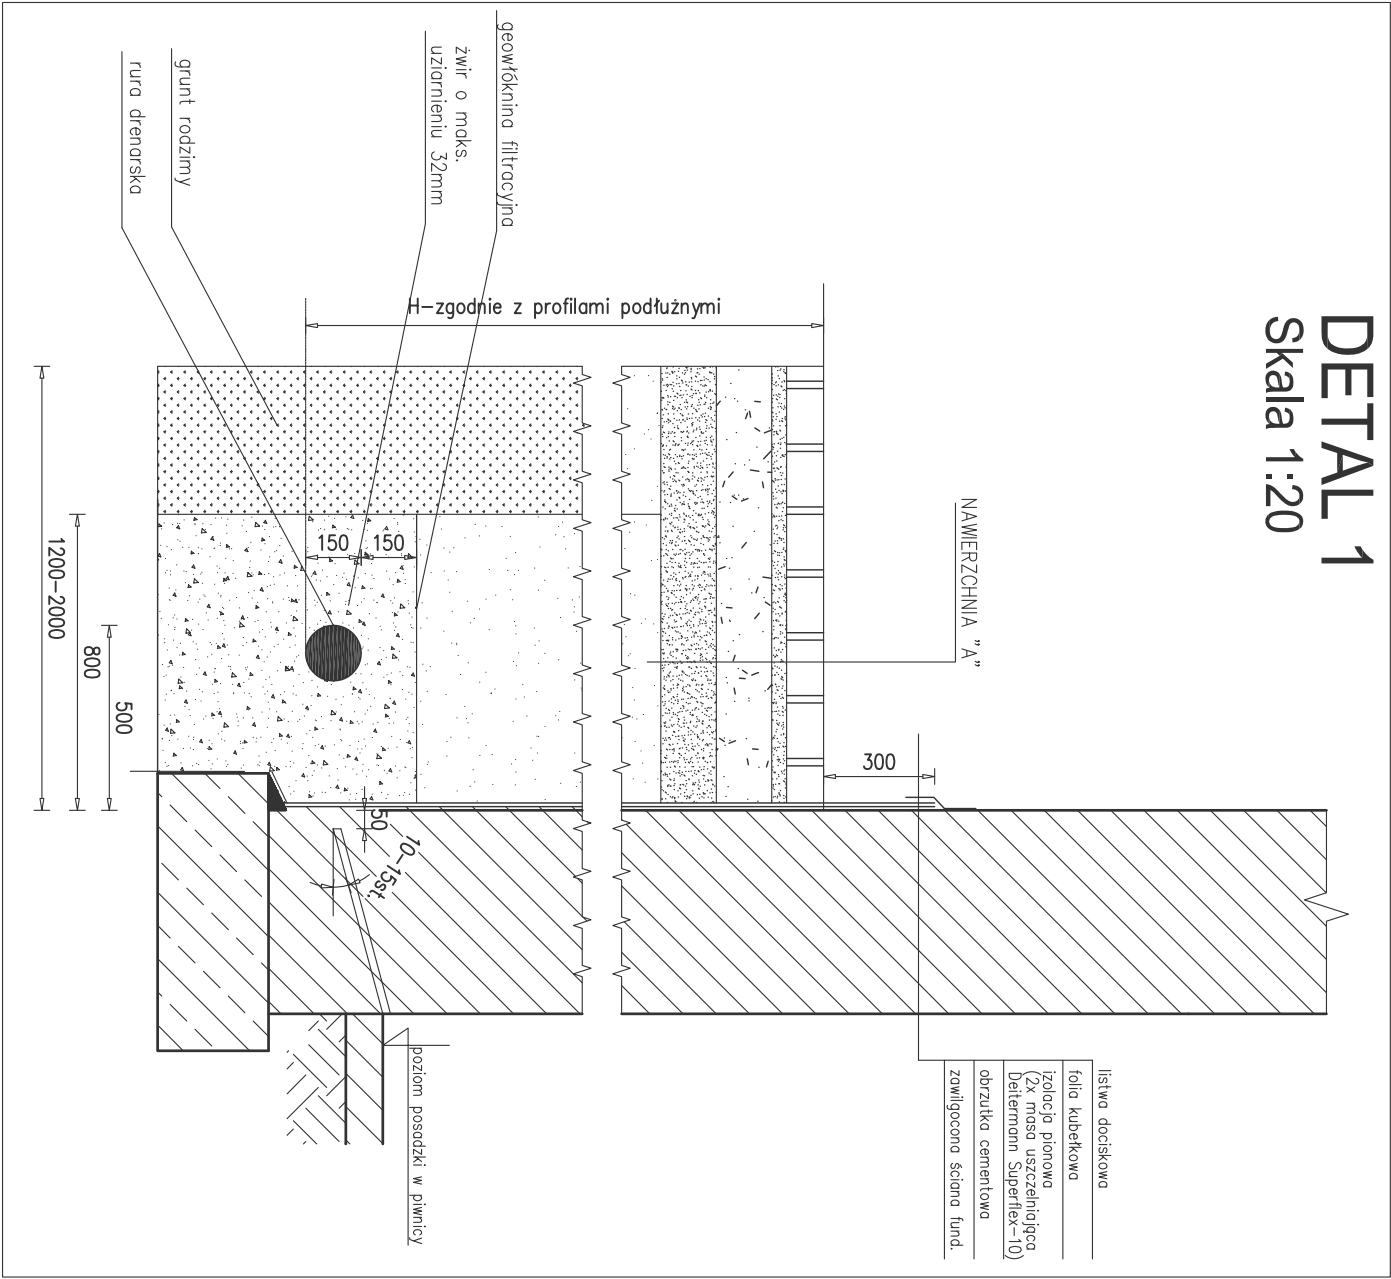 DETAL 1
Skala 1:20
listwa dociskowa
folia kubełkowa
izolacja pionowa
(2x masa uszczelniająca
Deitermann Superflex-10)
obrzutka cementowa
zawilgocona ściana fund.
NAWIERZCHNIA "A"
300
H-zgodnie z profilami podłużnymi
geowłóknina filtracyjna
żwir o maks.
uziarnieniu 32mm
grunt rodzimy
rura drenarska
150
150
50
10-15st.
poziom posadzki w piwnicy
500
800
1200-2000